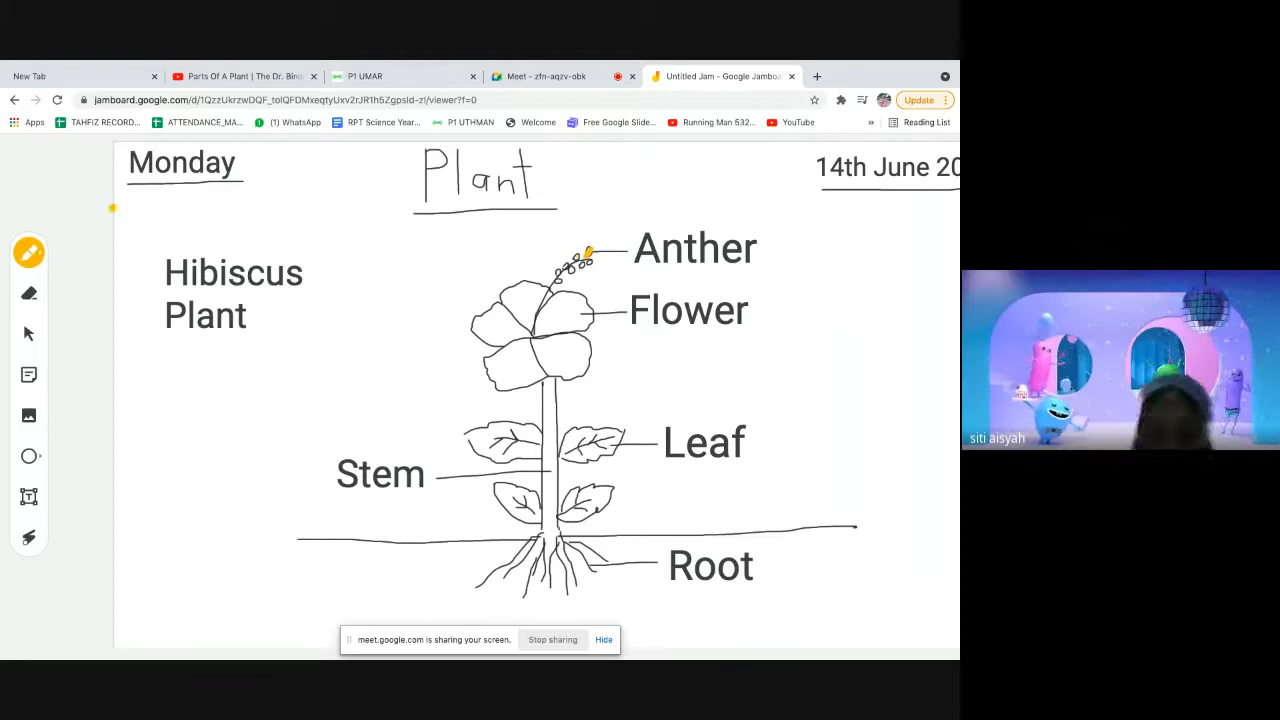 New Tab
Parts Of A Plant | The Dr. Bino
P1 UMAR
Meet - zfn-aqzv-obk
Untitled Jam - Google Jamboa
jamboard.google.com/d/1QzzUkrzwDQF_tolQFDMxeqtyUxv2rJR1h5Zgpsld-zI/viewer?f=0
Update
Apps
TAHFIZ RECORD...
ATTENDANCE_MA...
(1) WhatsApp
RPT Science Year...
P1 UTHMAN
Welcome
Free Google Slide...
Running Man 532...
YouTube
»
Reading List
Monday
Plant
14th June 20
Hibiscus
Plant
Anther
Flower
Leaf
Stem
Root
siti aisyah
meet.google.com is sharing your screen.
Stop sharing
Hide